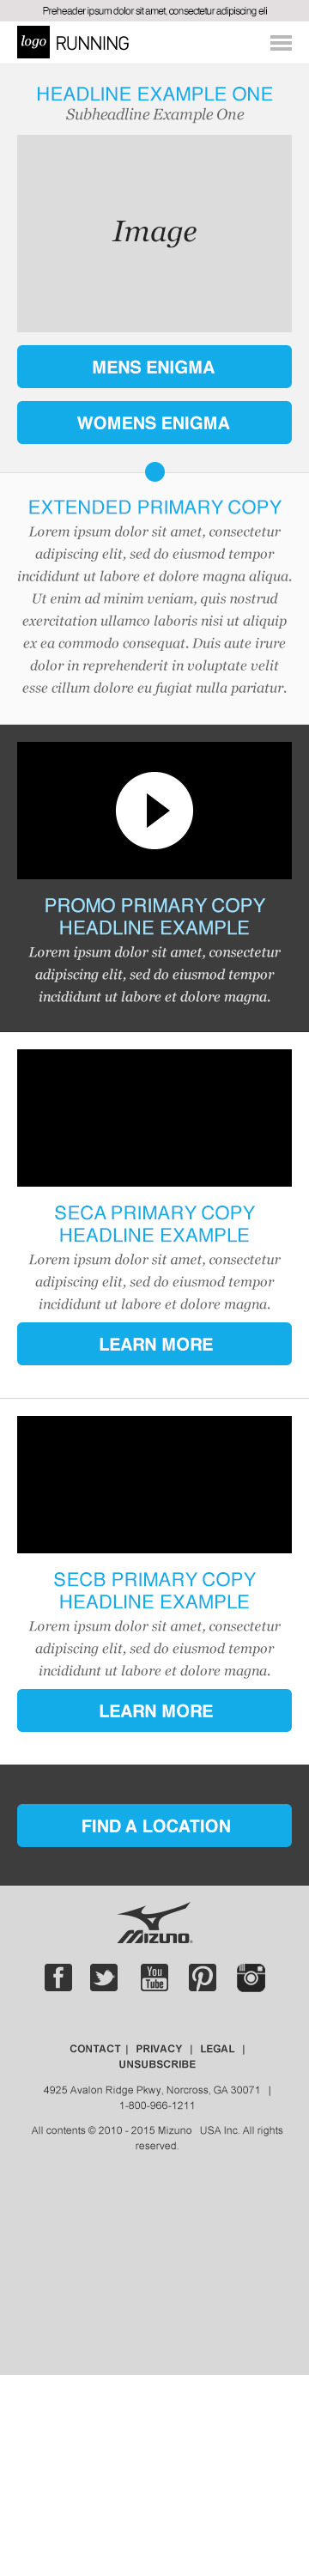 Preheader ipsum dolor sit amet, consectetur adipiscing eli
logo RUNNING
HEADLINE EXAMPLE ONE
Subheadline Example One
Image
MENS ENIGMA
WOMENS ENIGMA
EXTENDED PRIMARY COPY
Lorem ipsum dolor sit amet, consectetur
adipiscing elit, sed do eiusmod tempor
incididunt ut labore et dolore magna aliqua.
Ut enim ad minim veniam, quis nostrud
exercitation ullamco laboris nisi ut aliquip
ex ea commodo consequat. Duis aute irure
dolor in reprehenderit in voluptate velit
esse cillum dolore eu fugiat nulla pariatur.
PROMO PRIMARY COPY
HEADLINE EXAMPLE
Lorem ipsum dolor sit amet, consectetur
adipiscing elit, sed do eiusmod tempor
incididunt ut labore et dolore magna.
SECA PRIMARY COPY
HEADLINE EXAMPLE
Lorem ipsum dolor sit amet, consectetur
adipiscing elit, sed do eiusmod tempor
incididunt ut labore et dolore magna.
LEARN MORE
SECB PRIMARY COPY
HEADLINE EXAMPLE
Lorem ipsum dolor sit amet, consectetur
adipiscing elit, sed do eiusmod tempor
incididunt ut labore et dolore magna.
LEARN MORE
FIND A LOCATION
Mizuno
You Tube
CONTACT | PRIVACY | LEGAL |
UNSUBSCRIBE
4925 Avalon Ridge Pkwy, Norcross, GA 30071 |
1-800-966-1211
All contents © 2010 - 2015 Mizuno USA Inc. All rights
reserved.